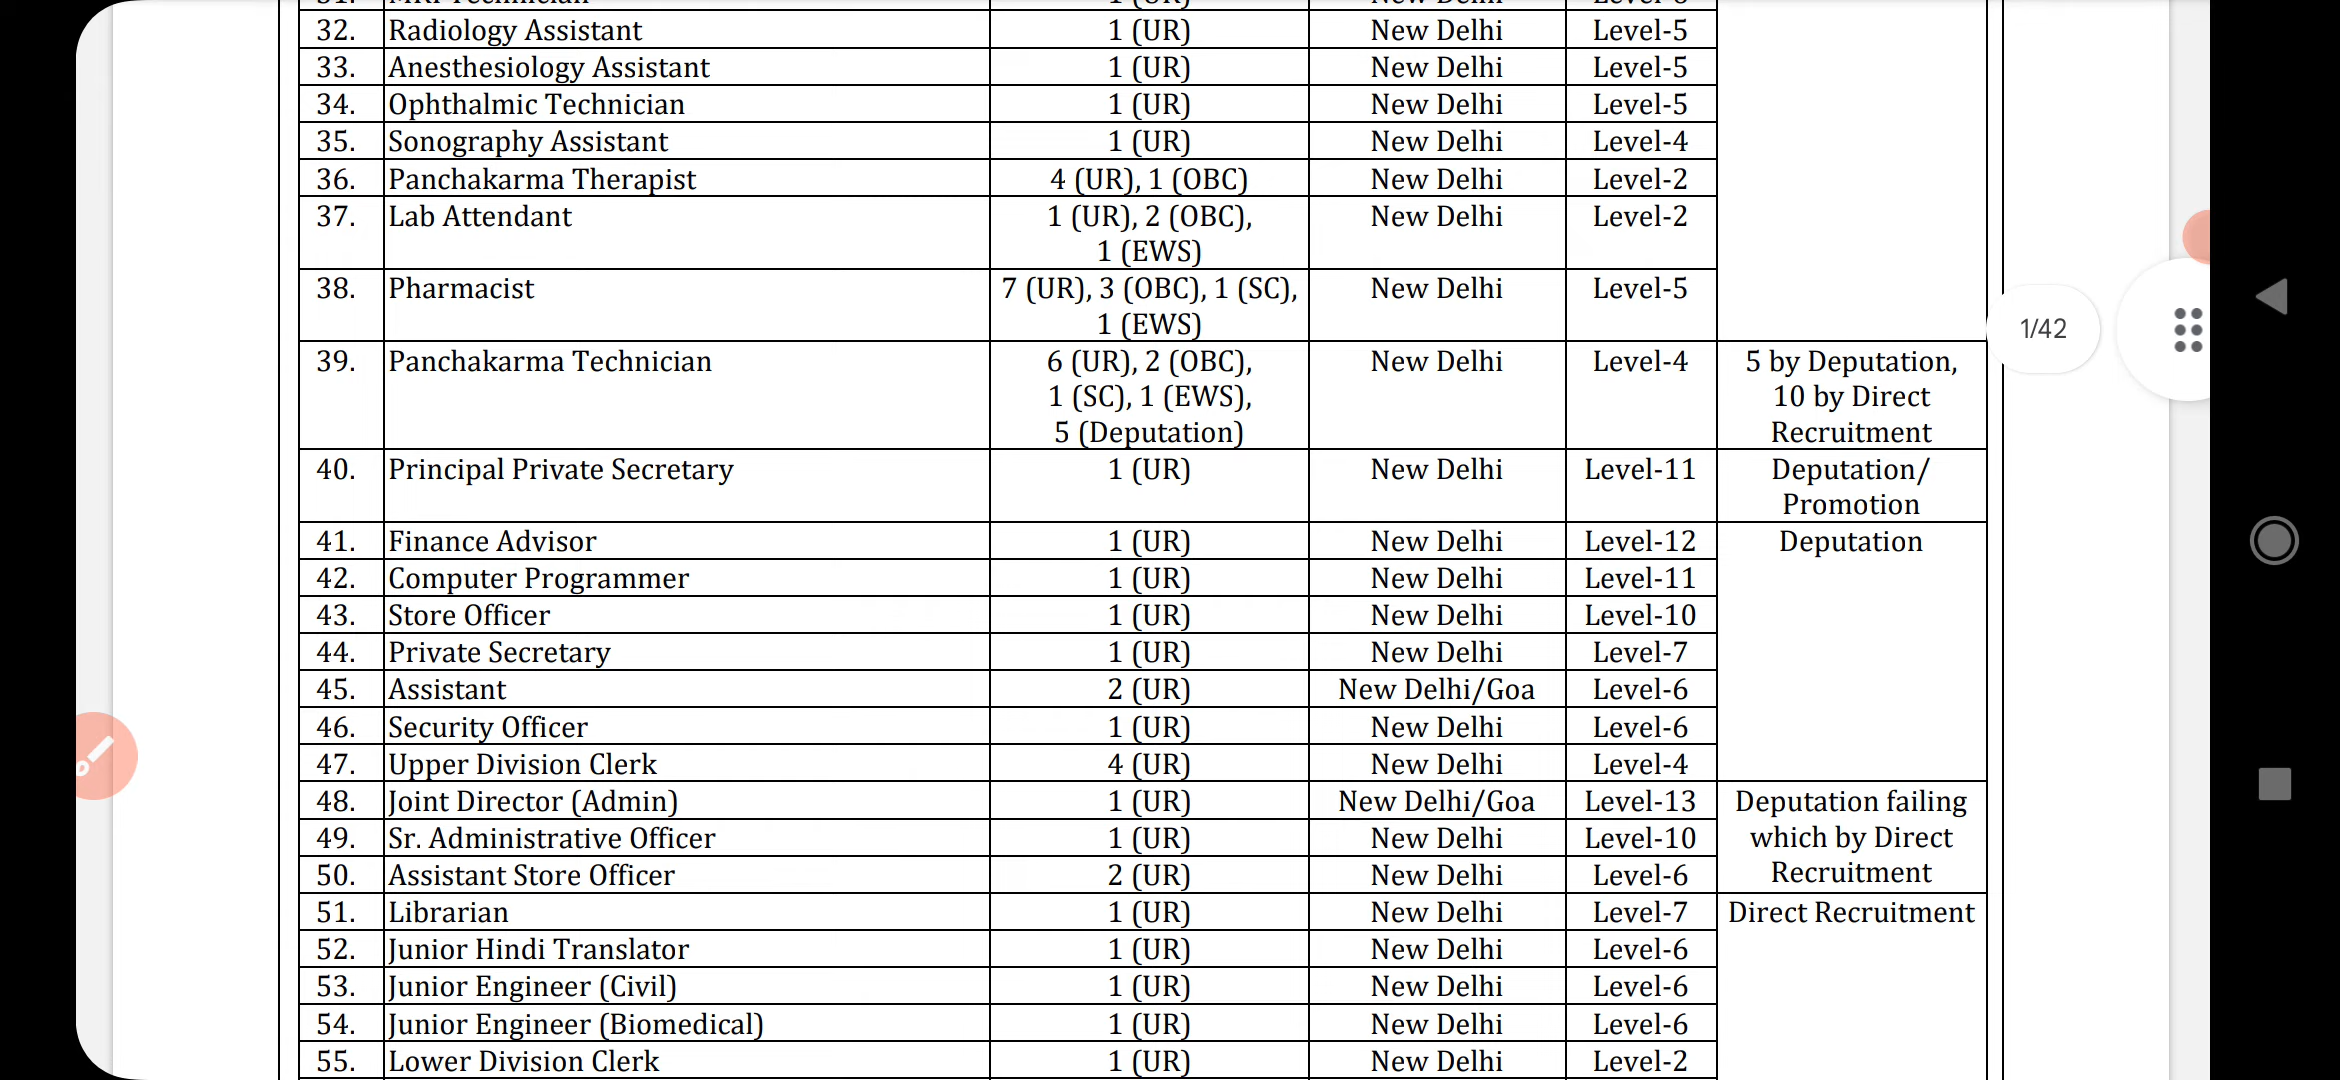 31. MRI Technician 1 (UR) New Delhi Level-6
32. Radiology Assistant 1 (UR) New Delhi Level-5
33. Anesthesiology Assistant 1 (UR) New Delhi Level-5
34. Ophthalmic Technician 1 (UR) New Delhi Level-5
35. Sonography Assistant 1 (UR) New Delhi Level-4
36. Panchakarma Therapist 4 (UR), 1 (OBC) New Delhi Level-2
37. Lab Attendant 1 (UR), 2 (OBC), New Delhi Level-2
1 (EWS)
38. Pharmacist 7 (UR), 3 (OBC), 1 (SC), New Delhi Level-5
1 (EWS)
1/42
39. Panchakarma Technician 6 (UR), 2 (OBC), New Delhi Level-4 5 by Deputation,
1 (SC), 1 (EWS), 10 by Direct
5 (Deputation) Recruitment
40. Principal Private Secretary 1 (UR) New Delhi Level-11 Deputation/
Promotion
41. Finance Advisor 1 (UR) New Delhi Level-12 Deputation
42. Computer Programmer 1 (UR) New Delhi Level-11
43. Store Officer 1 (UR) New Delhi Level-10
44. Private Secretary 1 (UR) New Delhi Level-7
45. Assistant 2 (UR) New Delhi/Goa Level-6
46. Security Officer 1 (UR) New Delhi Level-6
47. Upper Division Clerk 4 (UR) New Delhi Level-4
48. Joint Director (Admin) 1 (UR) New Delhi/Goa Level-13 Deputation failing
49. Sr. Administrative Officer 1 (UR) New Delhi Level-10 which by Direct
50. Assistant Store Officer 2 (UR) New Delhi Level-6 Recruitment
51. Librarian 1 (UR) New Delhi Level-7 Direct Recruitment
52. Junior Hindi Translator 1 (UR) New Delhi Level-6
53. Junior Engineer (Civil) 1 (UR) New Delhi Level-6
54. Junior Engineer (Biomedical) 1 (UR) New Delhi Level-6
55. Lower Division Clerk 1 (UR) New Delhi Level-2